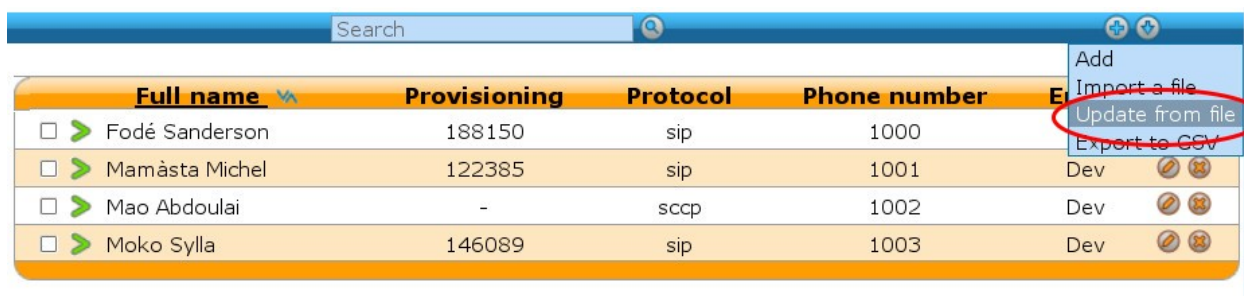 Search
Add
Import a file
Update from file
Export to CSV
Full name Provisioning Protocol Phone number
Fodé Sanderson 188150 sip 1000
Mamàsta Michel 122385 sip 1001 Dev
Mao Abdoulai - sccp 1002 Dev
Moko Sylla 146089 sip 1003 Dev